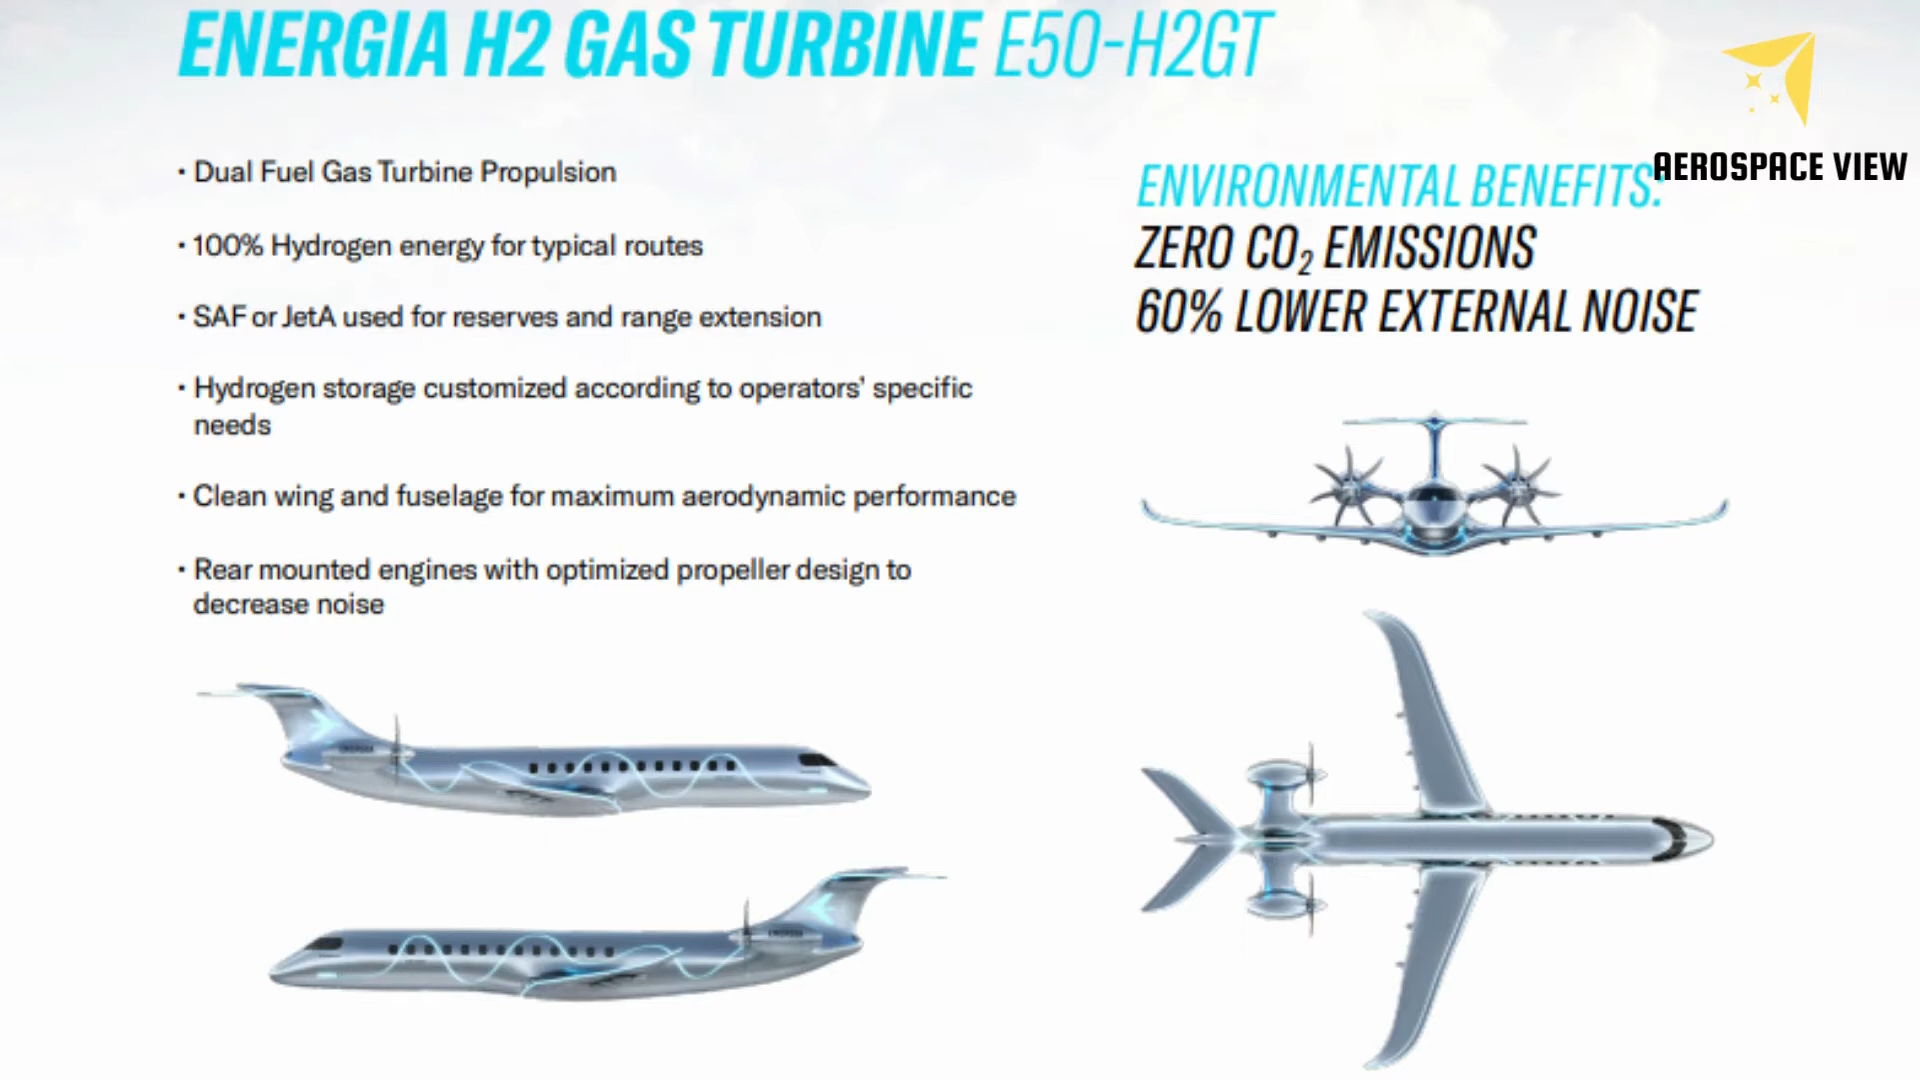 ENERGIA H2 GAS TURBINE E50-H2GT
AEROSPACE VIEW
• Dual Fuel Gas Turbine Propulsion
• 100% Hydrogen energy for typical routes
• SAF or JetA used for reserves and range extension
• Hydrogen storage customized according to operators’ specific
needs
• Clean wing and fuselage for maximum aerodynamic performance
• Rear mounted engines with optimized propeller design to
decrease noise
ENVIRONMENTAL BENEFITS:
ZERO CO₂ EMISSIONS
60% LOWER EXTERNAL NOISE